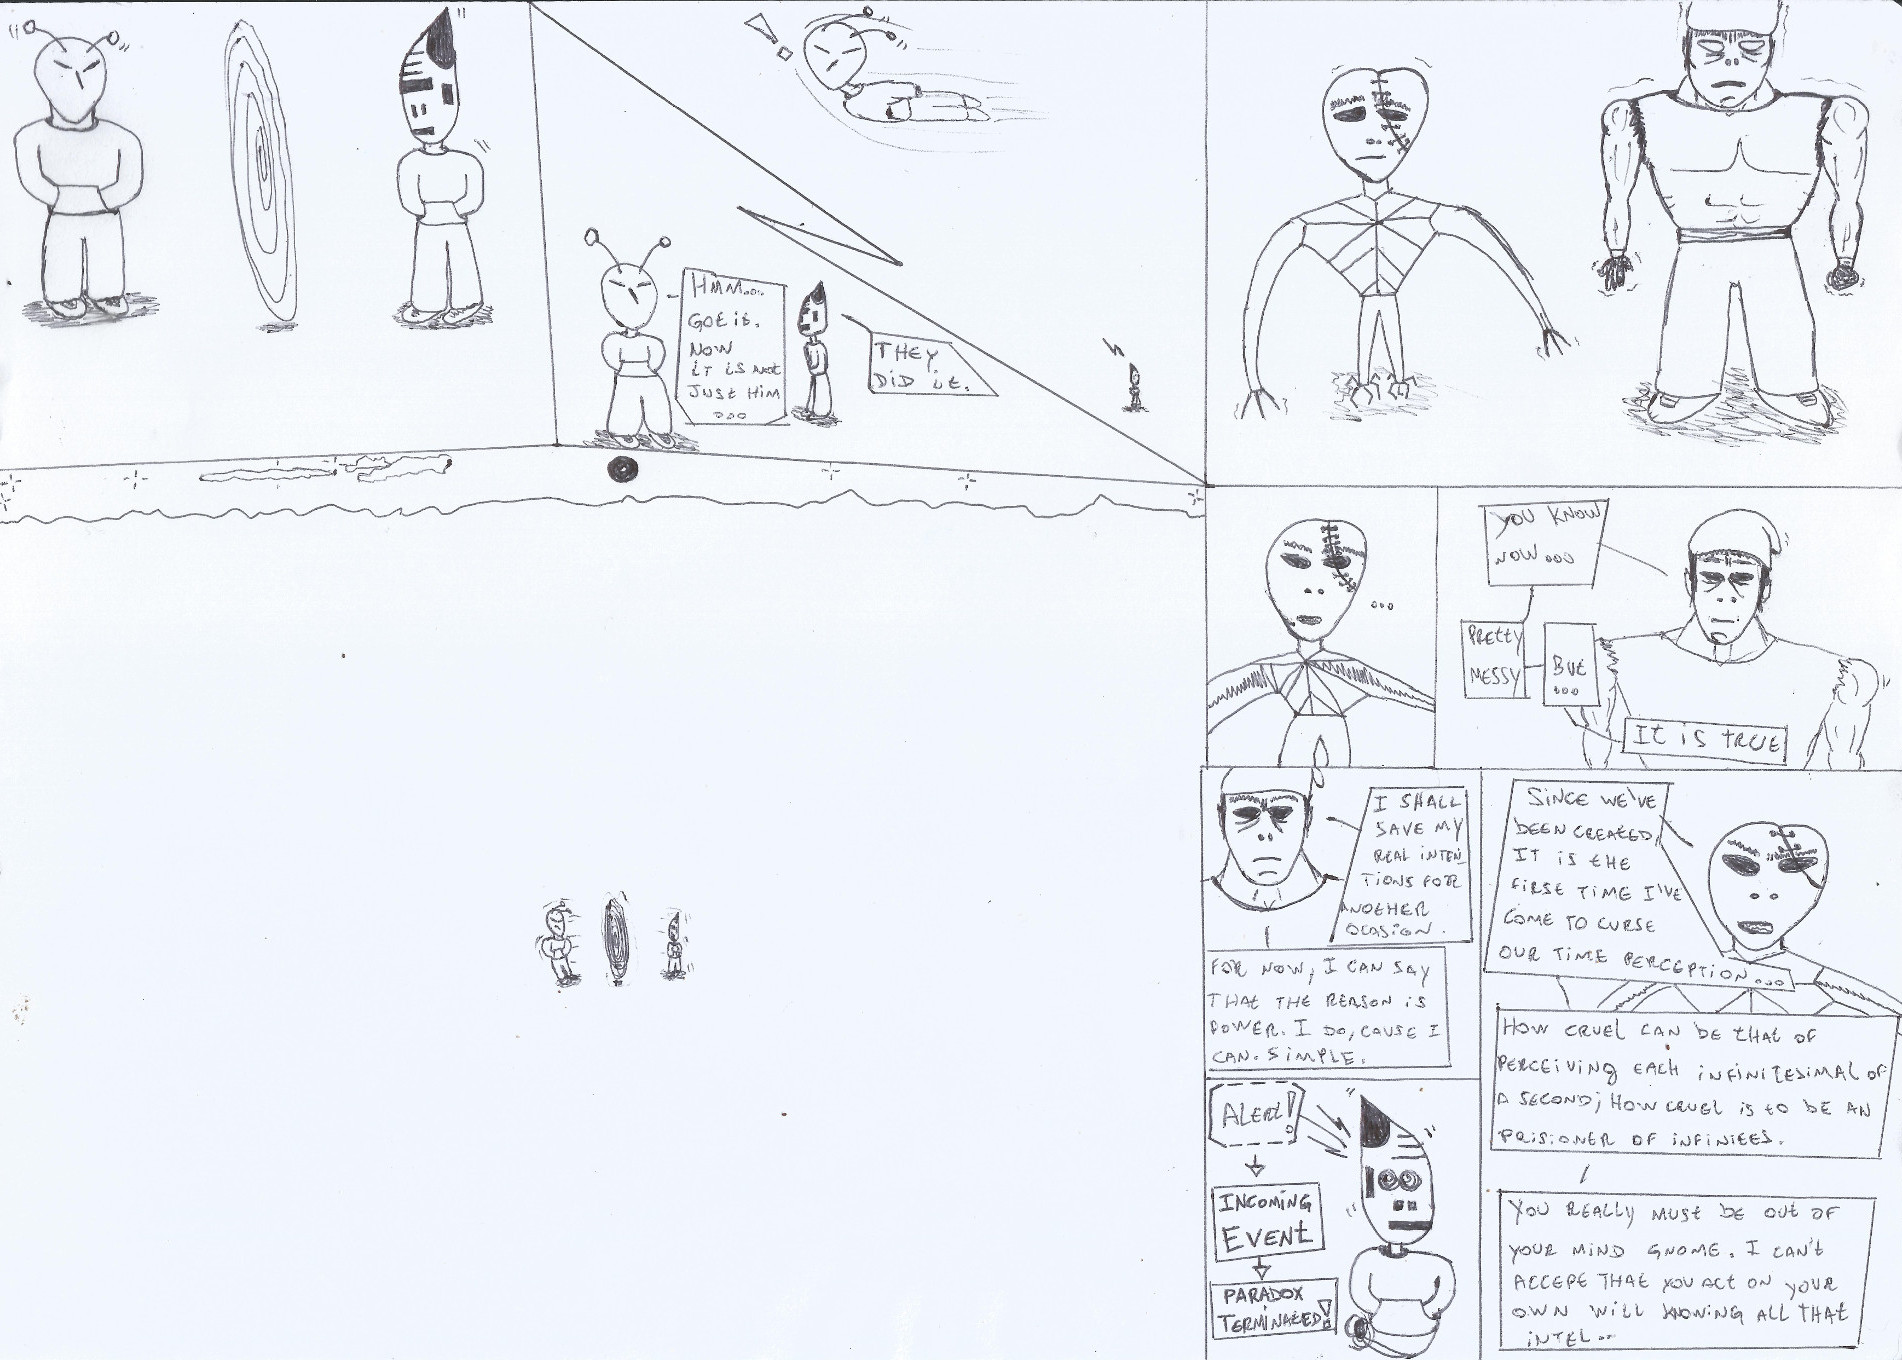 HMM...
GOT iT.
NOW
iT iS NOT
JUST HiM
...
THEY
DiD iT.
YOU KNOW
NOW...
PRETTY
MESSY
BUT
...
IT iS TRUE
...
I SHALL
SAVE MY
REAL INTEN
TIONS FOR
ANOTHER
OCASION.
FOR NOW, I CAN SAY
THAT THE REASON iS
POWER. I DO, CAUSE I
CAN. SiMPLE.
SiNCE WE'VE
BEEN CREATED,
IT iS THE
FiRST TiME I'VE
COME TO CURSE
OUR TiME PERCEPTiON...
HOW CRUEL CAN BE THAT OF
PERCEiViNG EACH iNFiNiTESiMAL OF
A SECOND; HOW CRUEL iS TO BE AN
PRiSiONER OF iNFiNiTES.
YOU REALLY MUST BE OUT OF
YOUR MiND GNOME. I CAN'T
ACCEPT THAT YOU ACT ON YOUR
OWN WiLL KNOWiNG ALL THAT
iNTEL..
ALERT!
INCOMiNG
EVENT
PARADOX
TERMiNATED!